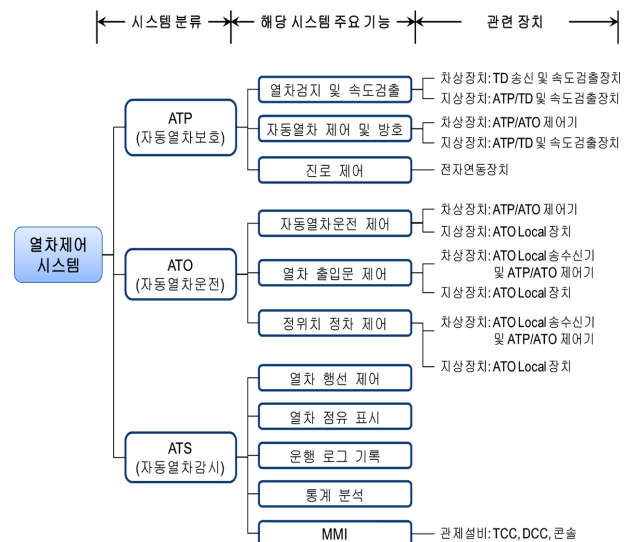 시스템 분류
해당 시스템 주요 기능
관련 장치
열차제어
시스템
ATP
(자동열차보호)
열차검지 및 속도검출
차상장치: TD 송신 및 속도검출장치
지상장치: ATP/TD 및 속도검출장치
자동열차 제어 및 방호
차상장치: ATP/ATO 제어기
지상장치: ATP/TD 및 속도검출장치
진로 제어
전자연동장치
ATO
(자동열차운전)
자동열차운전 제어
차상장치: ATP/ATO 제어기
지상장치: ATO Local 장치
열차 출입문 제어
차상장치: ATO Local 송수신기
및 ATP/ATO 제어기
지상장치: ATO Local 장치
정위치 정차 제어
차상장치: ATO Local 송수신기
및 ATP/ATO 제어기
지상장치: ATO Local 장치
ATS
(자동열차감시)
열차 행선 제어
열차 점유 표시
운행 로그 기록
통계 분석
MMI
관제설비: TCC, DCC, 콘솔